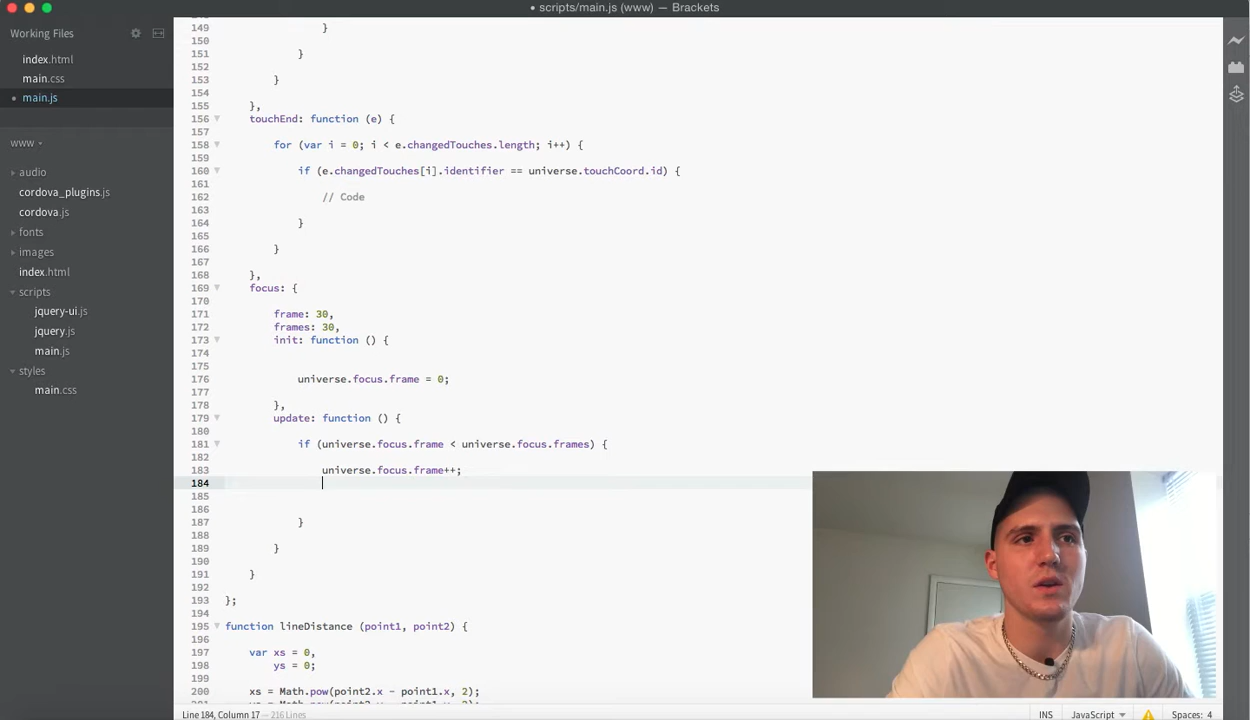 • scripts/main.js (www) — Brackets
Working Files
index.html
main.css
• main.js
www
audio
cordova_plugins.js
cordova.js
fonts
images
index.html
scripts
jquery-ui.js
jquery.js
main.js
styles
main.css
149 }
150
151 }
152
153 }
154
155 },
156 touchEnd: function (e) {
157
158 for (var i = 0; i < e.changedTouches.length; i++) {
159
160 if (e.changedTouches[i].identifier == universe.touchCoord.id) {
161
162 // Code
163
164 }
165
166 }
167
168 },
169 focus: {
170
171 frame: 30,
172 frames: 30,
173 init: function () {
174
175
176 universe.focus.frame = 0;
177
178 },
179 update: function () {
180
181 if (universe.focus.frame < universe.focus.frames) {
182
183 universe.focus.frame++;
184
185
186
187 }
188
189 }
190
191 }
192
193 };
194
195 function lineDistance (point1, point2) {
196
197 var xs = 0,
198 ys = 0;
199
200 xs = Math.pow(point2.x - point1.x, 2);
Line 184, Column 17 — 216 Lines
INS JavaScript Spaces: 4